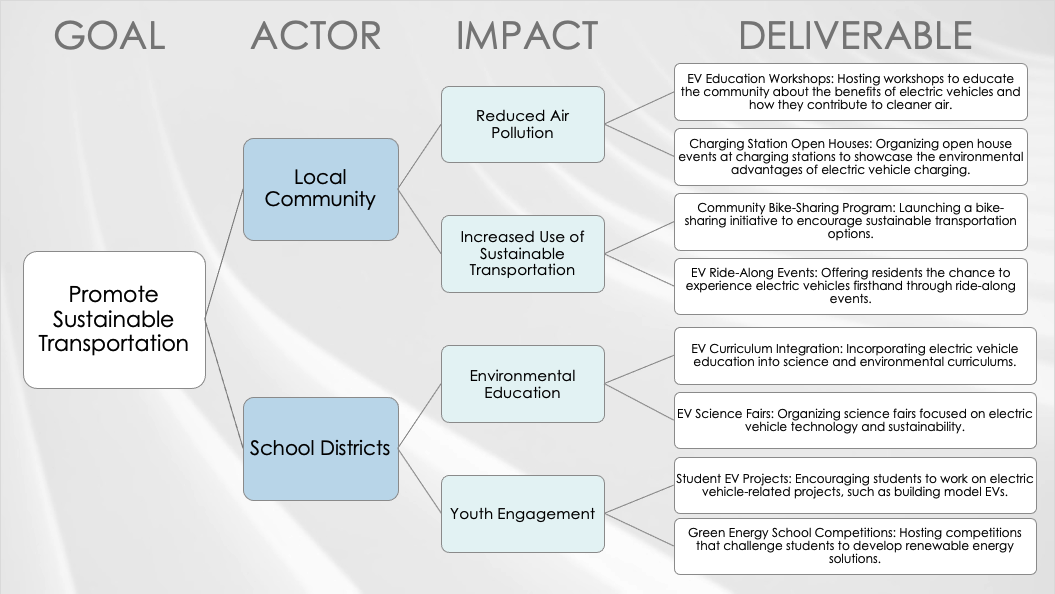 GOAL
ACTOR
IMPACT
DELIVERABLE
Promote
Sustainable
Transportation
Local
Community
School Districts
Reduced Air
Pollution
Increased Use of
Sustainable
Transportation
Environmental
Education
Youth Engagement
EV Education Workshops: Hosting workshops to educate
the community about the benefits of electric vehicles and
how they contribute to cleaner air.
Charging Station Open Houses: Organizing open house
events at charging stations to showcase the environmental
advantages of electric vehicle charging.
Community Bike-Sharing Program: Launching a bike-
sharing initiative to encourage sustainable transportation
options.
EV Ride-Along Events: Offering residents the chance to
experience electric vehicles firsthand through ride-along
events.
EV Curriculum Integration: Incorporating electric vehicle
education into science and environmental curriculums.
EV Science Fairs: Organizing science fairs focused on electric
vehicle technology and sustainability.
Student EV Projects: Encouraging students to work on electric
vehicle-related projects, such as building model EVs.
Green Energy School Competitions: Hosting competitions
that challenge students to develop renewable energy
solutions.